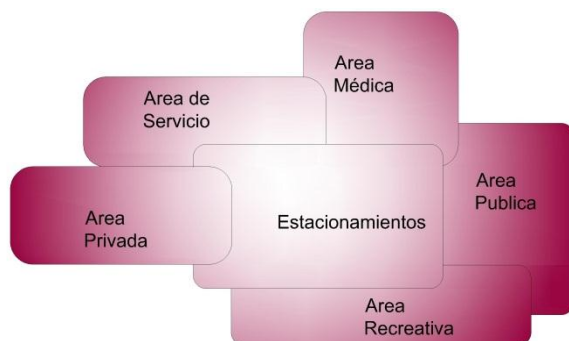 Area
Médica
Area de
Servicio
Area
Publica
Area
Privada
Estacionamientos
Area
Recreativa